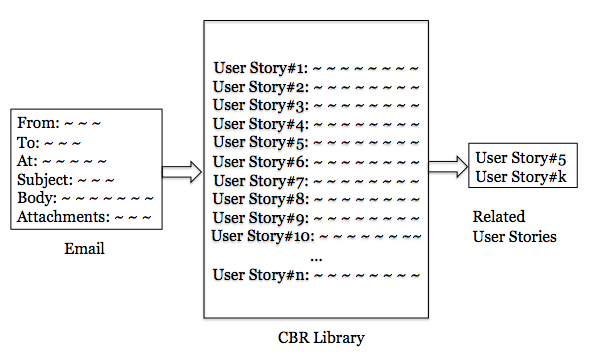 From: ~ ~ ~
To: ~ ~ ~
At: ~ ~ ~ ~ ~
Subject: ~ ~ ~
Body: ~ ~ ~ ~ ~ ~ ~
Attachments: ~ ~ ~
Email
User Story#1: ~ ~ ~ ~ ~ ~ ~ ~
User Story#2: ~ ~ ~ ~ ~ ~ ~ ~
User Story#3: ~ ~ ~ ~ ~ ~ ~ ~
User Story#4: ~ ~ ~ ~ ~ ~ ~ ~
User Story#5: ~ ~ ~ ~ ~ ~ ~ ~
User Story#6: ~ ~ ~ ~ ~ ~ ~ ~
User Story#7: ~ ~ ~ ~ ~ ~ ~ ~
User Story#8: ~ ~ ~ ~ ~ ~ ~ ~
User Story#9: ~ ~ ~ ~ ~ ~ ~ ~
User Story#10: ~ ~ ~ ~ ~ ~ ~~
...
User Story#n: ~ ~ ~ ~ ~ ~ ~ ~
CBR Library
User Story#5
User Story#k
Related
User Stories